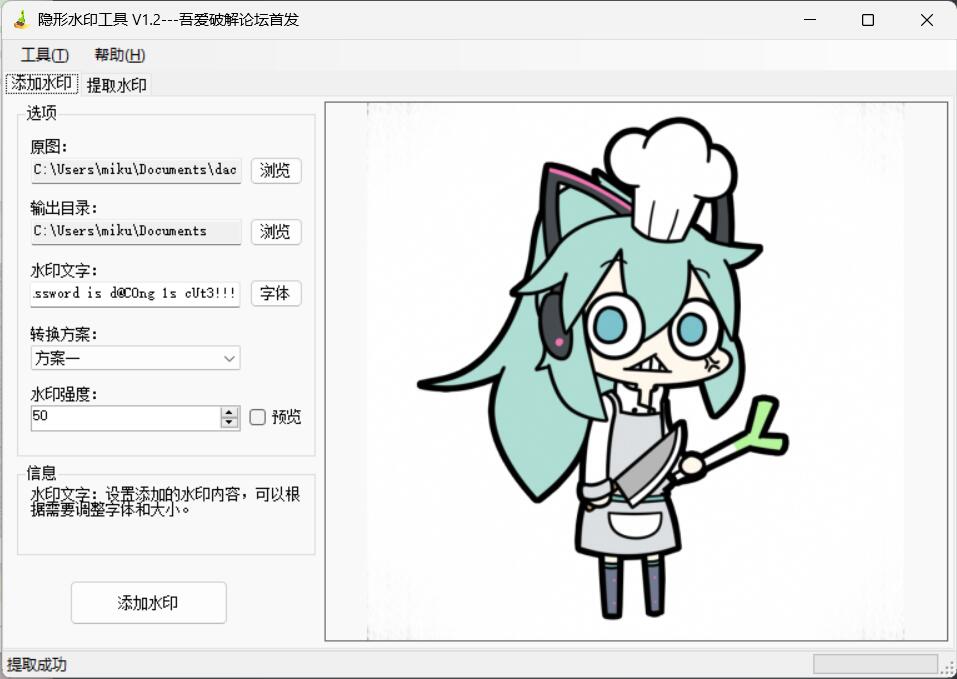 隐形水印工具 V1.2---吾爱破解论坛首发
工具(T) 帮助(H)
添加水印 提取水印
选项
原图：
C:\Users\miku\Documents\dac 浏览
输出目录：
C:\Users\miku\Documents 浏览
水印文字：
ssword is d@COng 1s cUt3!!! 字体
转换方案：
方案一
水印强度：
50 预览
信息
水印文字：设置添加的水印内容，可以根
据需要调整字体和大小。
添加水印
提取成功